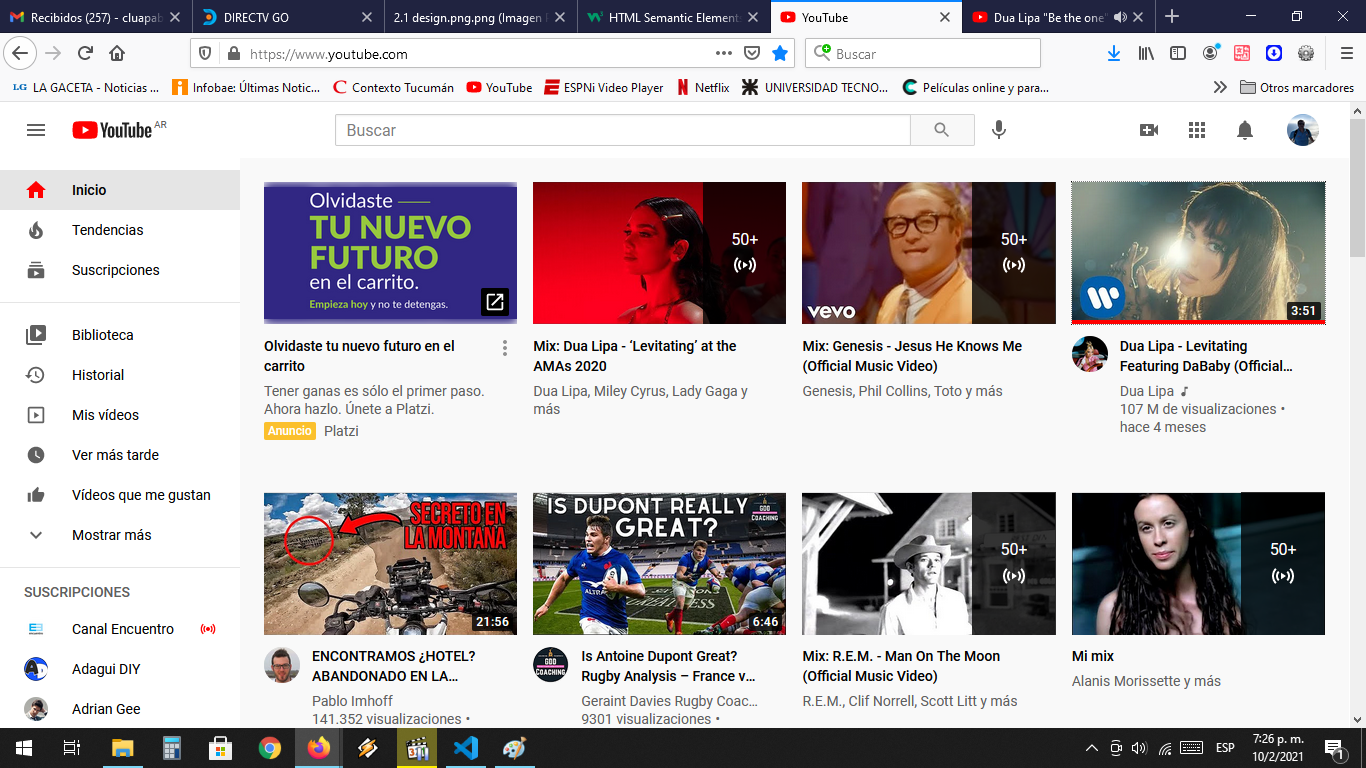 Recibidos (257) - cluapab
DIRECTV GO
2.1 design.png.png (Imagen
HTML Semantic Element
YouTube
Dua Lipa "Be the one"
https://www.youtube.com
Buscar
LG LA GACETA - Noticias ...
Infobae: Últimas Notic...
Contexto Tucumán
YouTube
ESPNi Video Player
Netflix
UNIVERSIDAD TECNO...
Películas online y para...
Otros marcadores
YouTube AR
Buscar
Inicio
Tendencias
Suscripciones
Biblioteca
Historial
Mis vídeos
Ver más tarde
Vídeos que me gustan
Mostrar más
SUSCRIPCIONES
Canal Encuentro
Adagui DIY
Adrian Gee
Olvidaste
TU NUEVO
FUTURO
en el carrito.
Empieza hoy y no te detengas.
Olvidaste tu nuevo futuro en el
carrito
Tener ganas es sólo el primer paso.
Ahora hazlo. Únete a Platzi.
Anuncio Platzi
50+
Mix: Dua Lipa - ‘Levitating’ at the
AMAs 2020
Dua Lipa, Miley Cyrus, Lady Gaga y
más
vevo
50+
Mix: Genesis - Jesus He Knows Me
(Official Music Video)
Genesis, Phil Collins, Toto y más
3:51
Dua Lipa - Levitating
Featuring DaBaby (Official...
Dua Lipa
107 M de visualizaciones •
hace 4 meses
SECRETO EN
LA MONTAÑA
21:56
ENCONTRAMOS ¿HOTEL?
ABANDONADO EN LA...
Pablo Imhoff
141.352 visualizaciones •
IS DUPONT REALLY
GREAT?
GDD
COACHING
6:46
GDD
COACHING
Is Antoine Dupont Great?
Rugby Analysis – France v...
Geraint Davies Rugby Coac...
9301 visualizaciones •
50+
Mix: R.E.M. - Man On The Moon
(Official Music Video)
R.E.M., Clif Norrell, Scott Litt y más
50+
Mi mix
Alanis Morissette y más
ESP
7:26 p. m.
10/2/2021
1